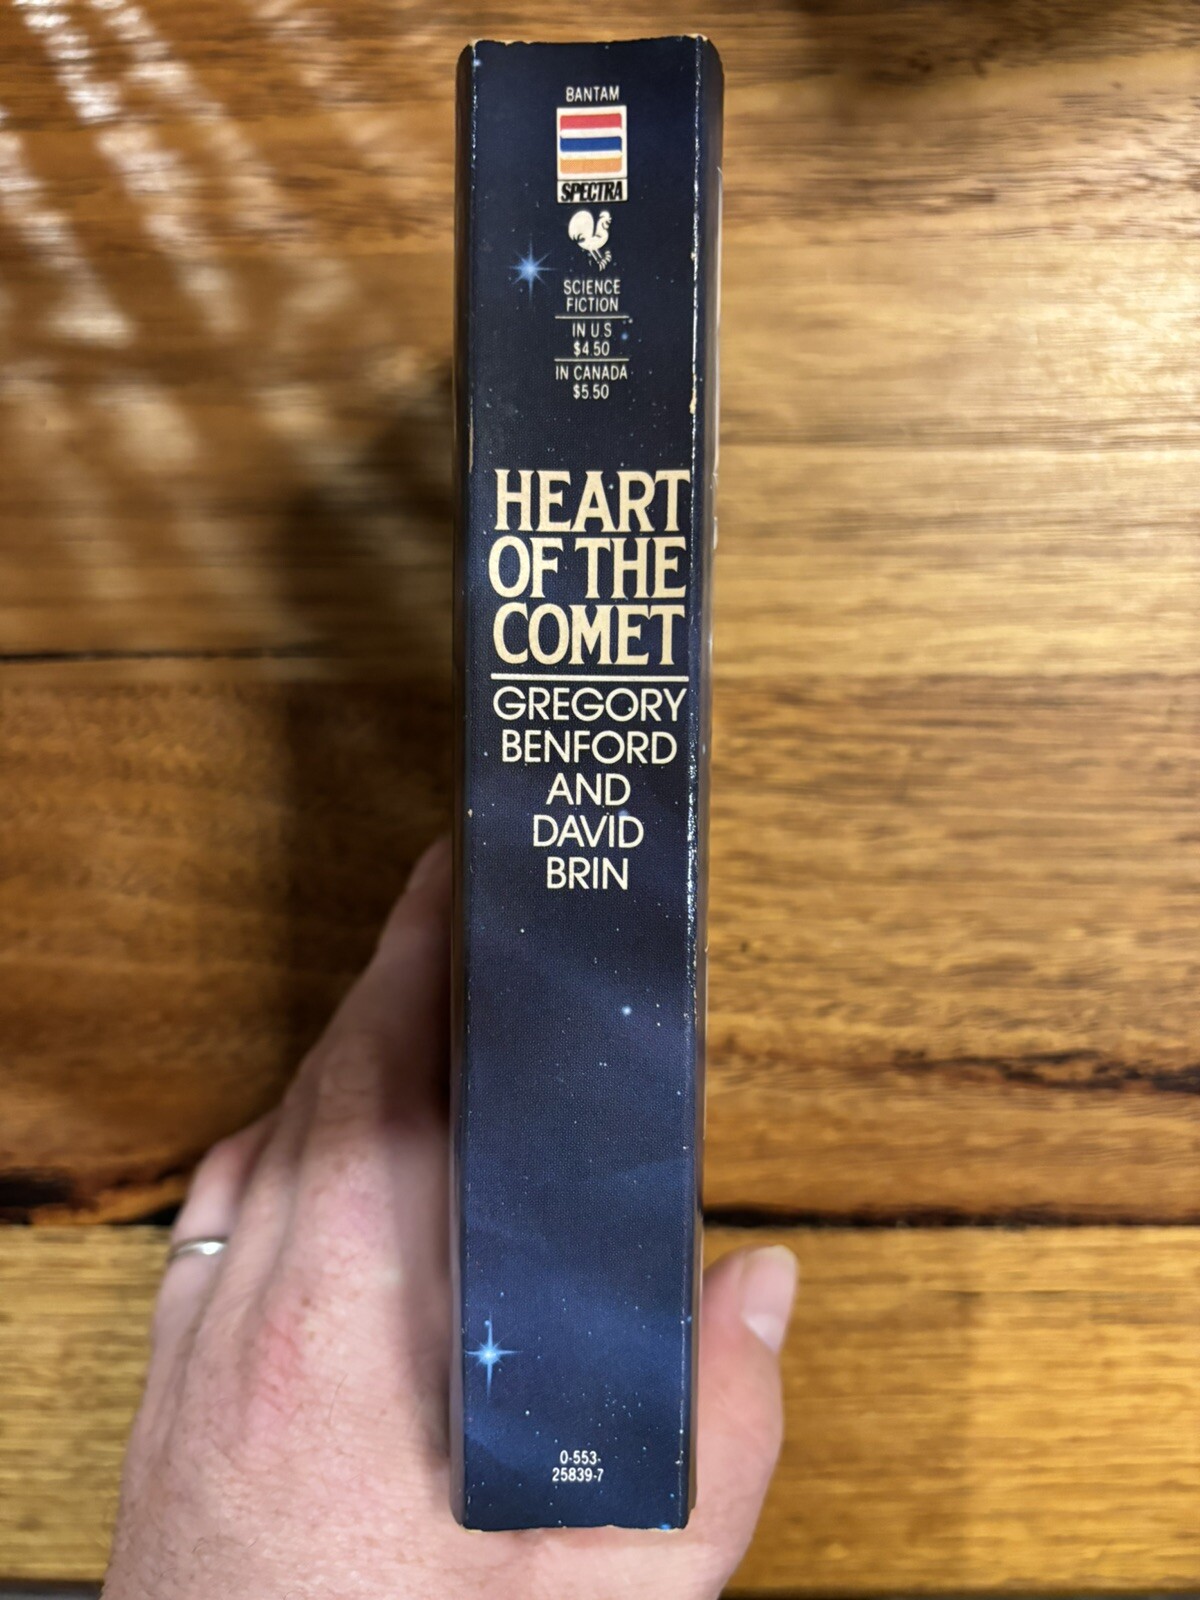 BANTAM
SPECTRA
SCIENCE
FICTION
IN U S
$4.50
IN CANADA
$5.50
HEART
OF THE
COMET
GREGORY
BENFORD
AND
DAVID
BRIN
0-553-
25839-7